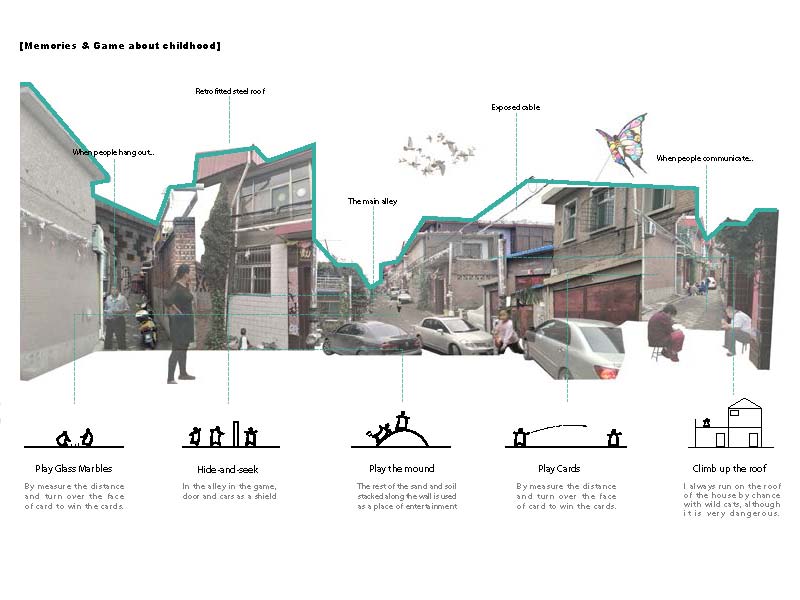 [Memories & Game about childhood]
Retrofitted steel roof
Exposed cable
When people hang out...
When people communicate...
The main alley
Play Glass Marbles
By measure the distance
and turn over the face
of card to win the cards.
Hide-and-seek
In the alley in the game,
door and cars as a shield
Play the mound
The rest of the sand and soil
stacked along the wall is used
as a place of entertainment
Play Cards
By measure the distance
and turn over the face
of card to win the cards.
Climb up the roof
I always run on the roof
of the house by chance
with wild cats, although
it is very dangerous.